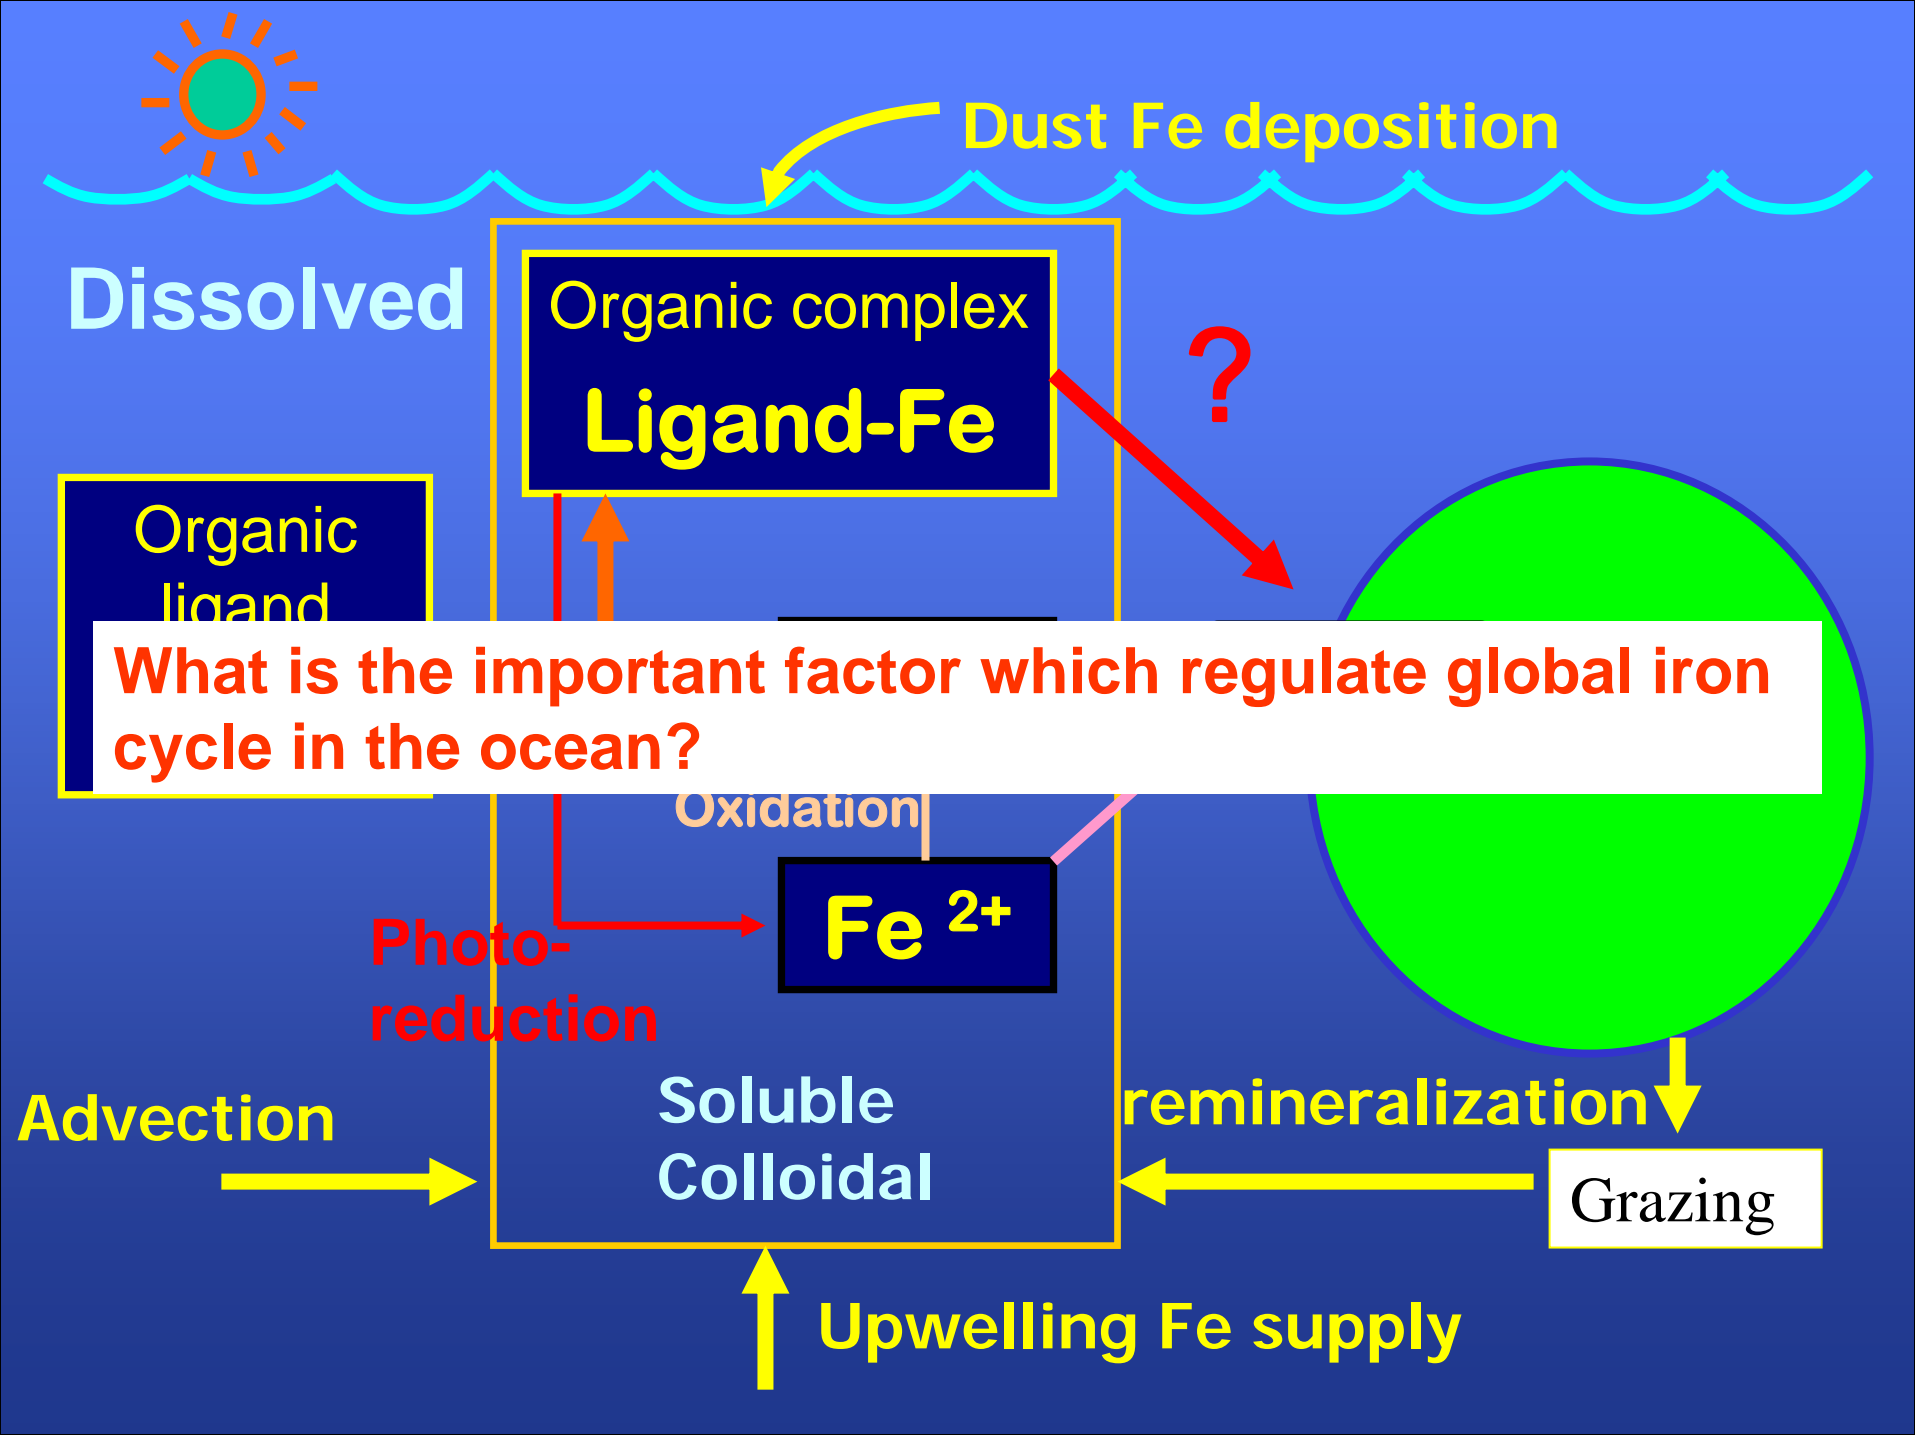 Dust Fe deposition
Dissolved
Organic complex
Ligand-Fe
?
Organic
ligand
What is the important factor which regulate global iron
cycle in the ocean?
Oxidation
Fe 2+
Photo-
reduction
Soluble
Colloidal
Advection
remineralization
Grazing
Upwelling Fe supply